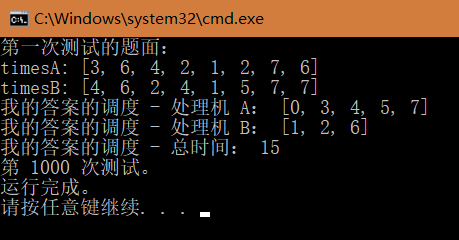 C:\Windows\system32\cmd.exe
第一次测试的题面：
timesA: [3, 6, 4, 2, 1, 2, 7, 6]
timesB: [4, 6, 2, 4, 1, 5, 7, 7]
我的答案的调度 - 处理机 A： [0, 3, 4, 5, 7]
我的答案的调度 - 处理机 B： [1, 2, 6]
我的答案的调度 - 总时间： 15
第 1000 次测试。
运行完成。
请按任意键继续. . .